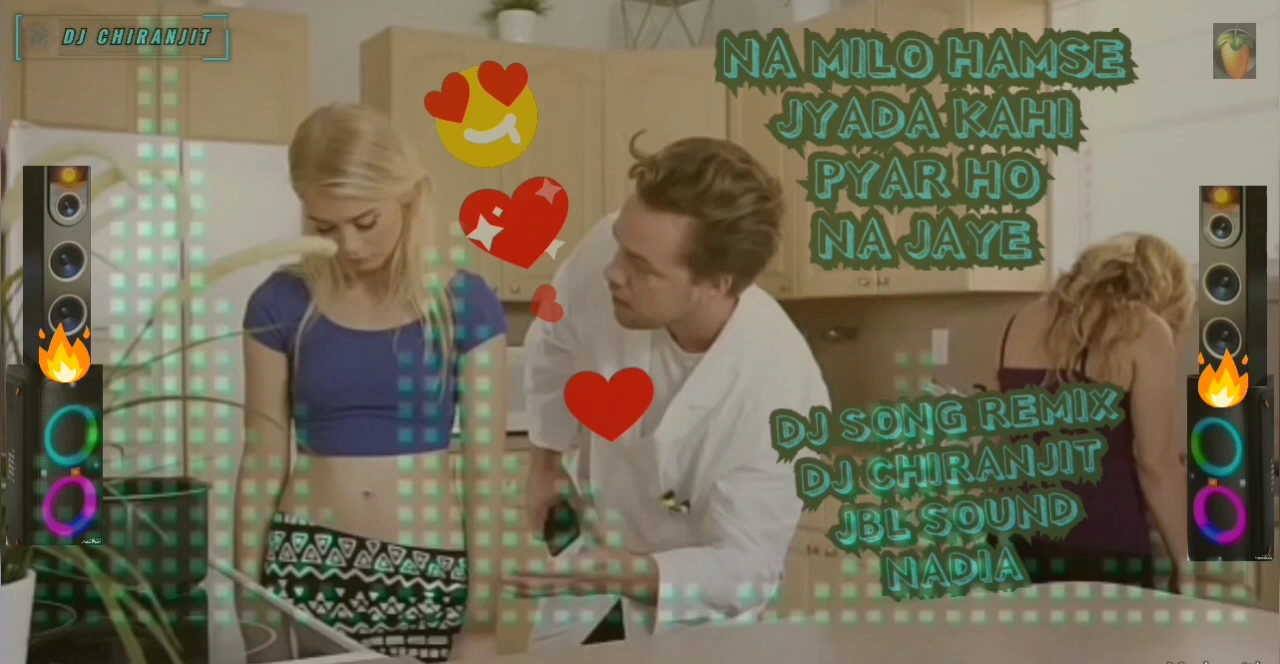 DJ CHIRANJIT
NA MILO HAMSE
JYADA KAHI
PYAR HO
NA JAYE
DJ SONG REMIX
DJ CHIRANJIT
JBL SOUND
NADIA